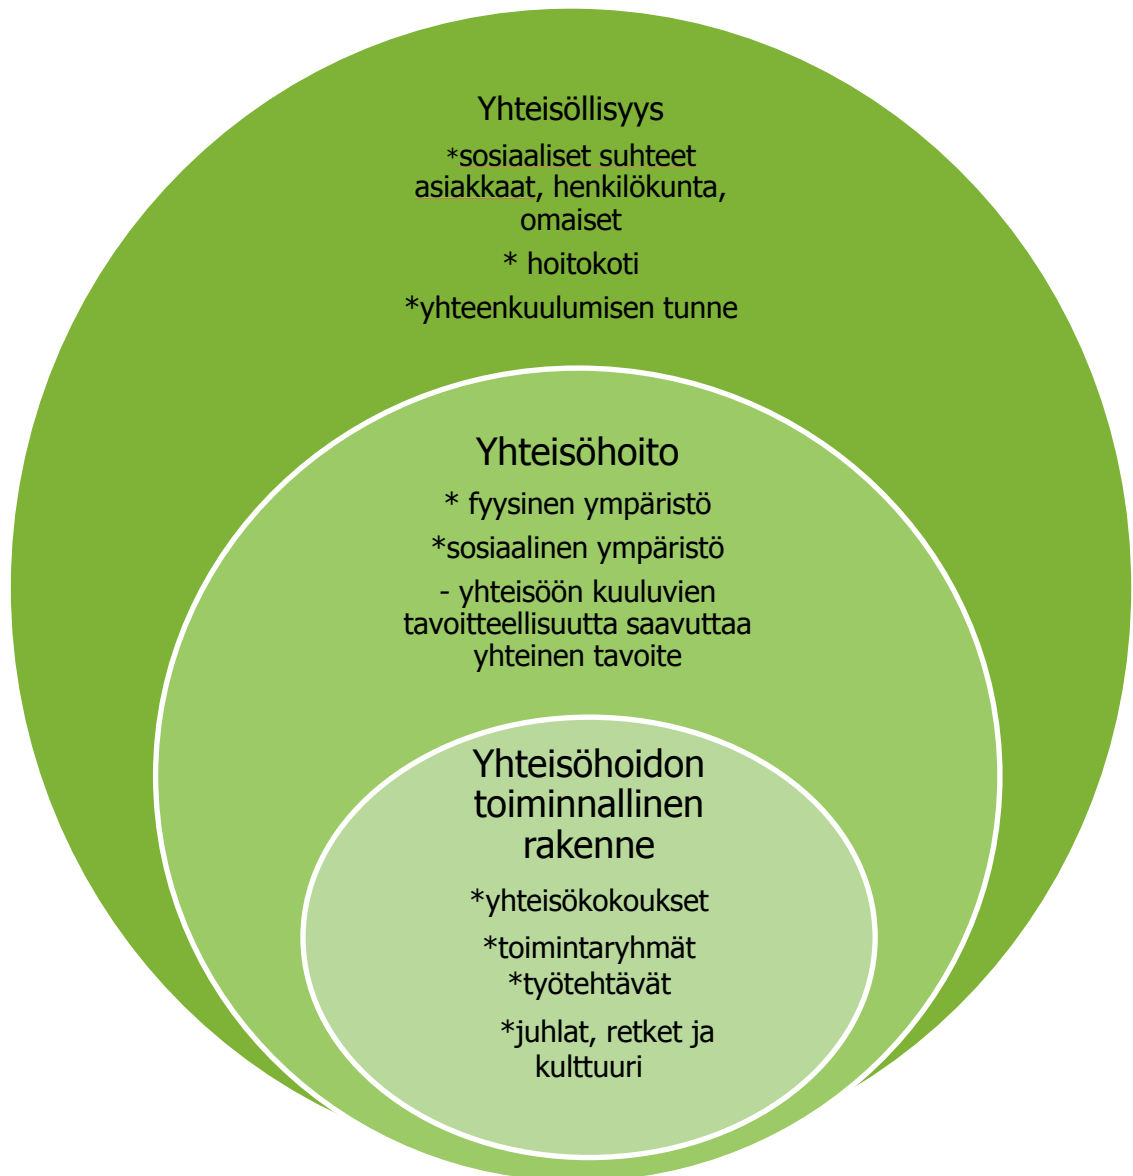 Yhteisöllisyys
*sosiaaliset suhteet
asiakkaat, henkilökunta,
omaiset
* hoitokoti
*yhteenkuulumisen tunne
Yhteisöhoito
* fyysinen ympäristö
*sosiaalinen ympäristö
- yhteisöön kuuluvien
tavoitteellisuutta saavuttaa
yhteinen tavoite
Yhteisöhoidon
toiminnallinen
rakenne
*yhteisökokoukset
*toimintaryhmät
*työtehtävät
*juhlat, retket ja
kulttuuri